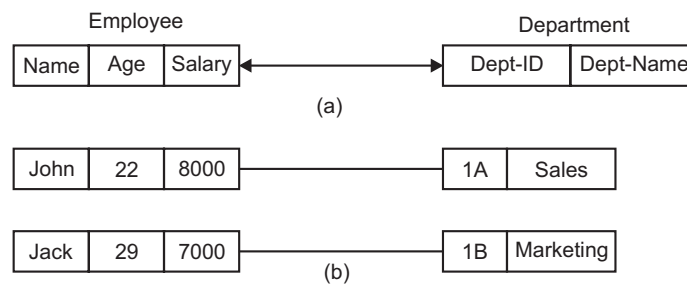 Employee Department
Name Age Salary Dept-ID Dept-Name
(a)
John 22 8000 1A Sales
Jack 29 7000 1B Marketing
(b)